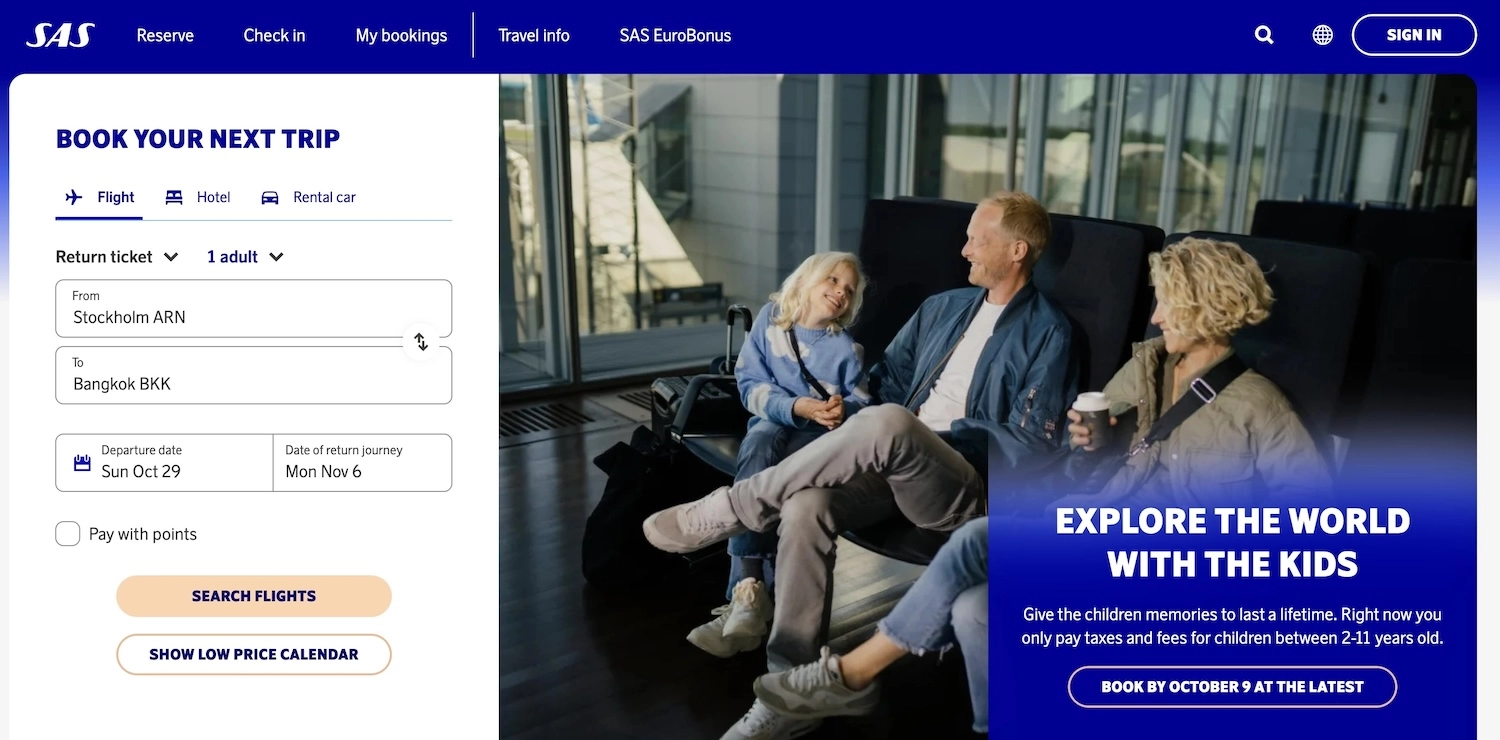 SAS
Reserve
Check in
My bookings
Travel info
SAS EuroBonus
SIGN IN
BOOK YOUR NEXT TRIP
Flight
Hotel
Rental car
Return ticket
1 adult
From
Stockholm ARN
To
Bangkok BKK
Departure date
Sun Oct 29
Date of return journey
Mon Nov 6
Pay with points
SEARCH FLIGHTS
SHOW LOW PRICE CALENDAR
EXPLORE THE WORLD
WITH THE KIDS
Give the children memories to last a lifetime. Right now you
only pay taxes and fees for children between 2-11 years old.
BOOK BY OCTOBER 9 AT THE LATEST